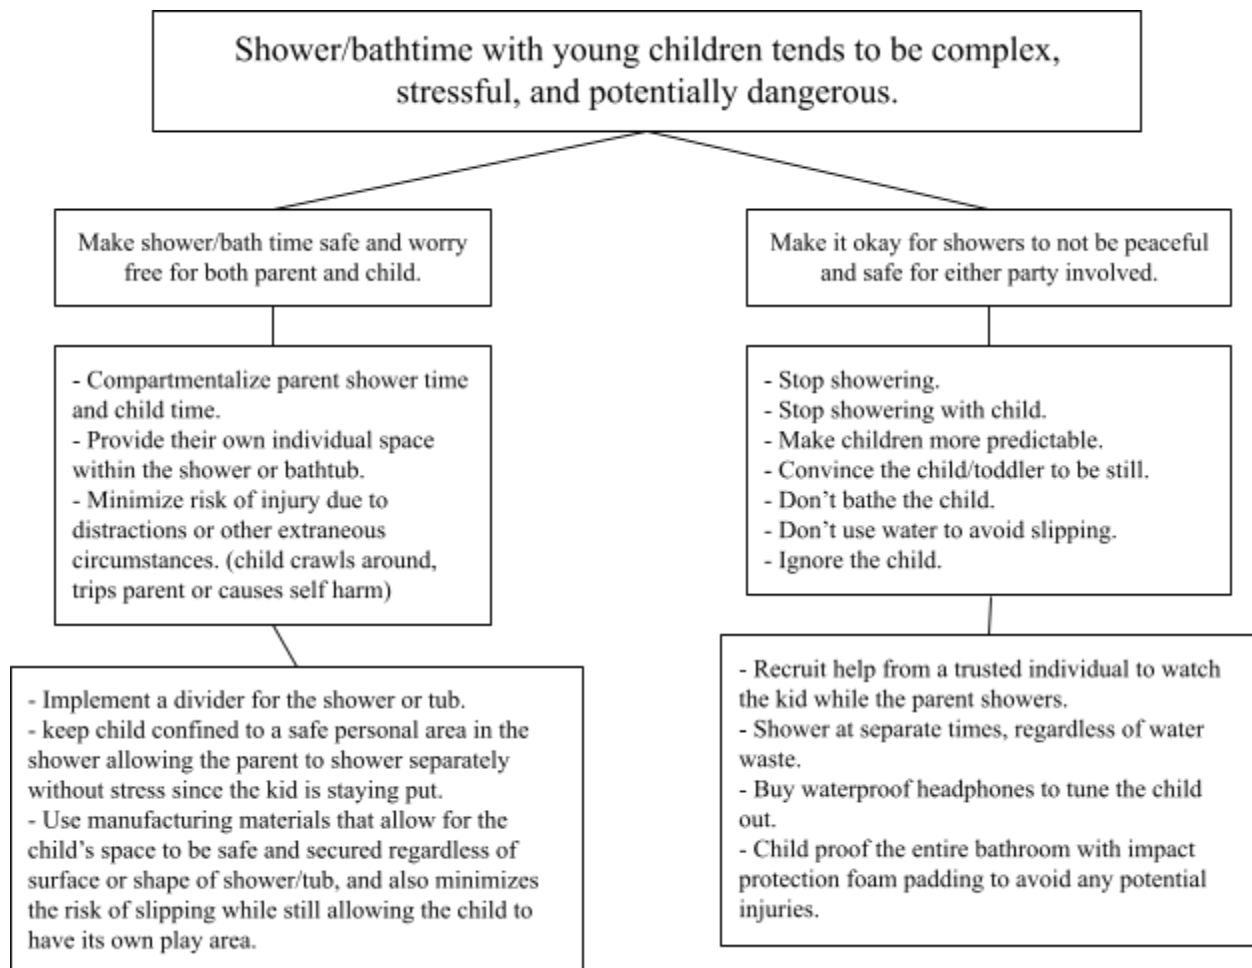 Shower/bathtime with young children tends to be complex,
stressful, and potentially dangerous.
Make shower/bath time safe and worry
free for both parent and child.
- Compartmentalize parent shower time
and child time.
- Provide their own individual space
within the shower or bathtub.
- Minimize risk of injury due to
distractions or other extraneous
circumstances. (child crawls around,
trips parent or causes self harm)
- Implement a divider for the shower or tub.
- keep child confined to a safe personal area in the
shower allowing the parent to shower separately
without stress since the kid is staying put.
- Use manufacturing materials that allow for the
child’s space to be safe and secured regardless of
surface or shape of shower/tub, and also minimizes
the risk of slipping while still allowing the child to
have its own play area.
Make it okay for showers to not be peaceful
and safe for either party involved.
- Stop showering.
- Stop showering with child.
- Make children more predictable.
- Convince the child/toddler to be still.
- Don’t bathe the child.
- Don’t use water to avoid slipping.
- Ignore the child.
- Recruit help from a trusted individual to watch
the kid while the parent showers.
- Shower at separate times, regardless of water
waste.
- Buy waterproof headphones to tune the child
out.
- Child proof the entire bathroom with impact
protection foam padding to avoid any potential
injuries.